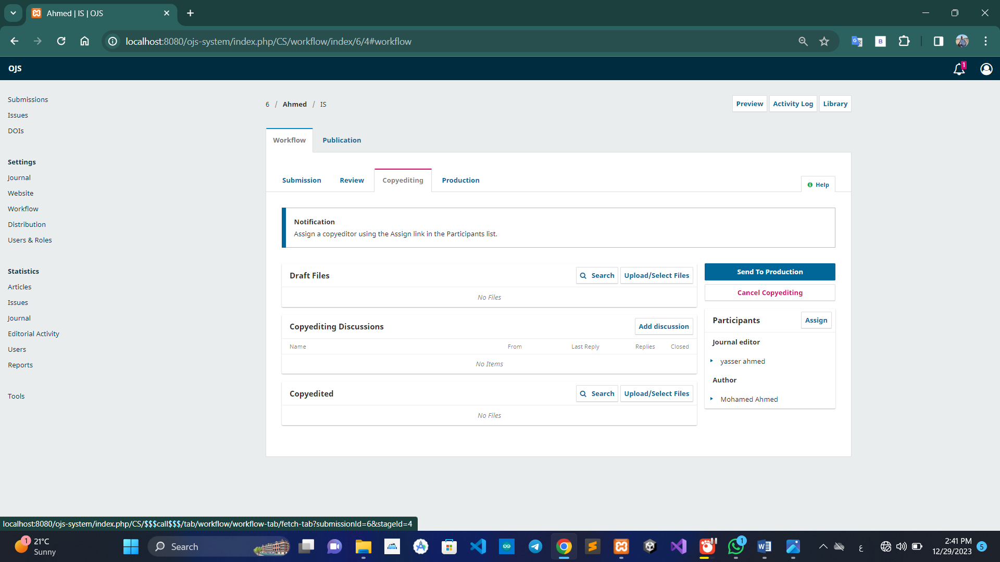 Ahmed | IS | OJS
localhost:8080/ojs-system/index.php/CS/workflow/index/6/4#workflow
B
OJS
1
Submissions
Issues
DOIs
Settings
Journal
Website
Workflow
Distribution
Users & Roles
Statistics
Articles
Issues
Journal
Editorial Activity
Users
Reports
Tools
6 / Ahmed / IS
Preview
Activity Log
Library
Workflow
Publication
Submission
Review
Copyediting
Production
Help
Notification
Assign a copyeditor using the Assign link in the Participants list.
Draft Files
Search
Upload/Select Files
No Files
Copyediting Discussions
Add discussion
Name From Last Reply Replies Closed
No Items
Copyedited
Search
Upload/Select Files
No Files
Send To Production
Cancel Copyediting
Participants
Assign
Journal editor
yasser ahmed
Author
Mohamed Ahmed
localhost:8080/ojs-system/index.php/CS/$$$call$$$/tab/workflow/workflow-tab/fetch-tab?submissionId=6&stageId=4
1
21°C
Sunny
Search
1
ع
2:41 PM
12/29/2023
5